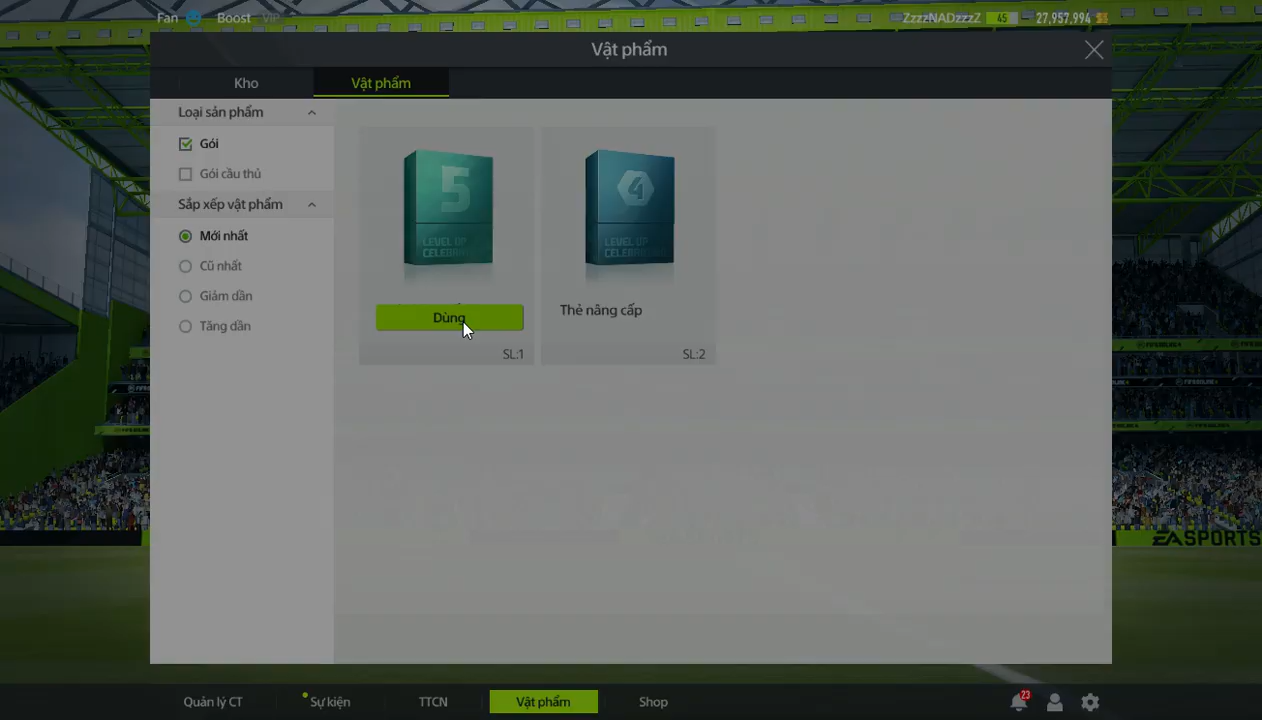 Fan Boost VIP ZzzzNADzzzZ 45 27,957,994
Vật phẩm
Kho Vật phẩm
Loại sản phẩm
Gói
Gói cầu thủ
Sắp xếp vật phẩm
Mới nhất
Cũ nhất
Giảm dần
Tăng dần
5
LEVEL UP
Dùng
SL:1
4
LEVEL UP
Thẻ nâng cấp
SL:2
EA SPORTS
Quản lý CT Sự kiện TTCN Vật phẩm Shop 23